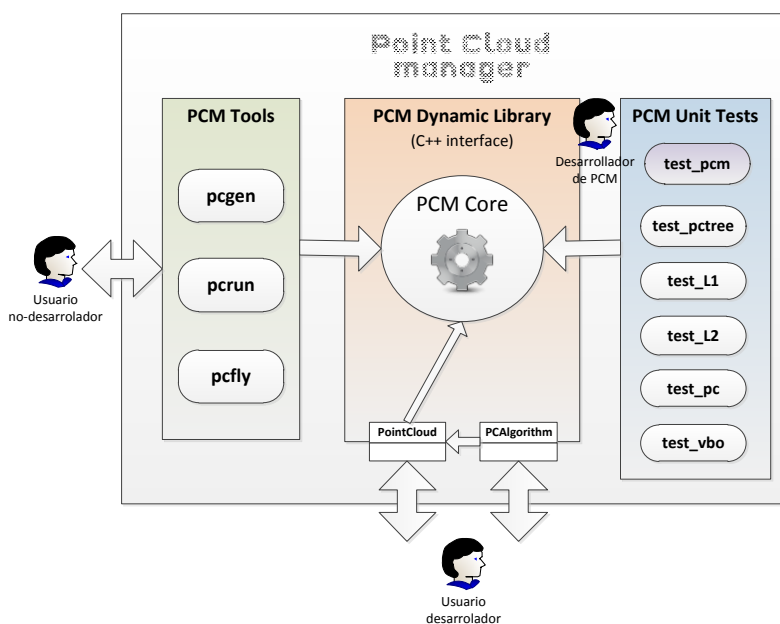 Point Cloud
manager
PCM Tools
pcgen
pcrun
pcfly
PCM Dynamic Library
(C++ interface)
PCM Core
PointCloud
PCAlgorithm
Desarrollador
de PCM
PCM Unit Tests
test_pcm
test_pctree
test_L1
test_L2
test_pc
test_vbo
Usuario
no-desarrolador
Usuario
desarrolador